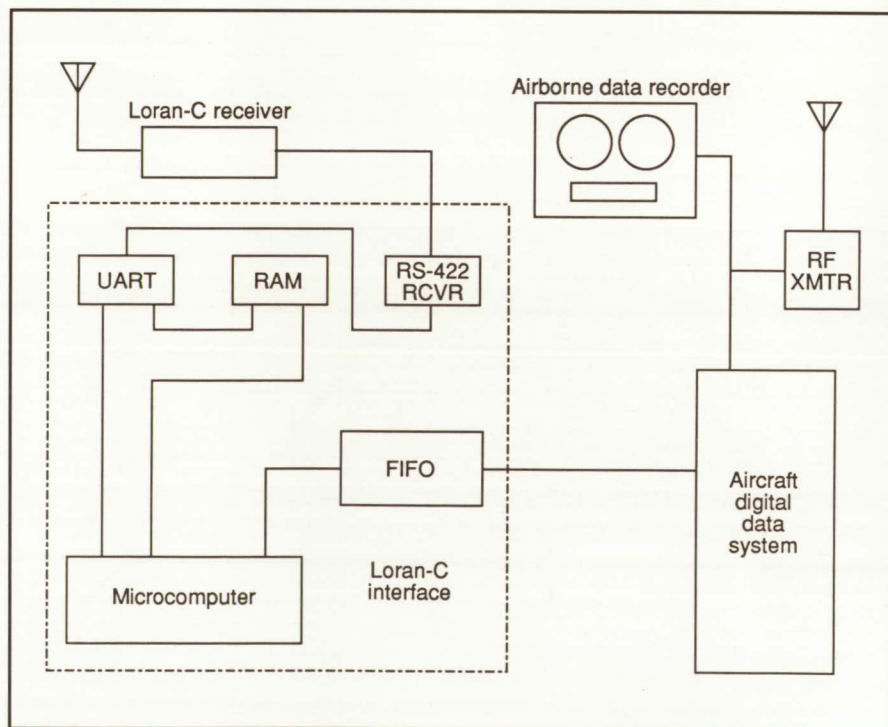 Loran-C receiver
Airborne data recorder
UART
RAM
RS-422
RCVR
RF
XMTR
FIFO
Aircraft
digital
data
system
Microcomputer
Loran-C
interface